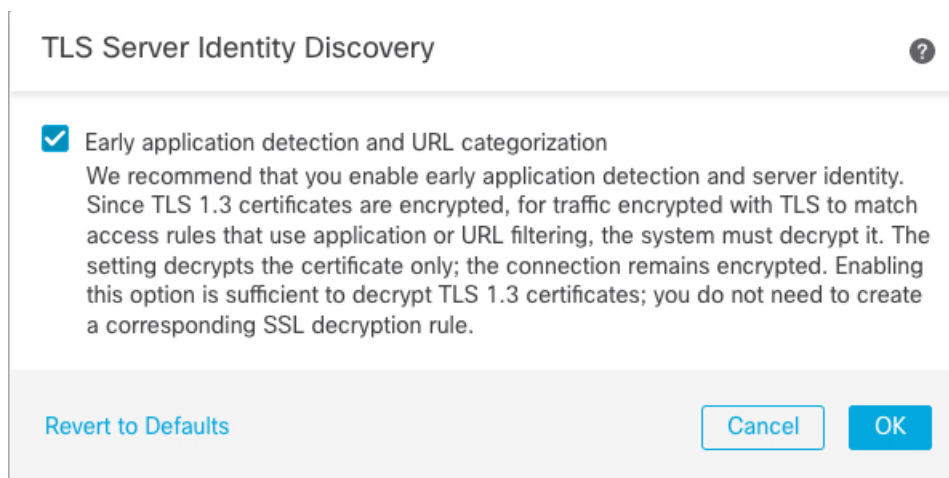 TLS Server Identity Discovery
?
Early application detection and URL categorization
We recommend that you enable early application detection and server identity.
Since TLS 1.3 certificates are encrypted, for traffic encrypted with TLS to match
access rules that use application or URL filtering, the system must decrypt it. The
setting decrypts the certificate only; the connection remains encrypted. Enabling
this option is sufficient to decrypt TLS 1.3 certificates; you do not need to create
a corresponding SSL decryption rule.
Revert to Defaults
Cancel
OK